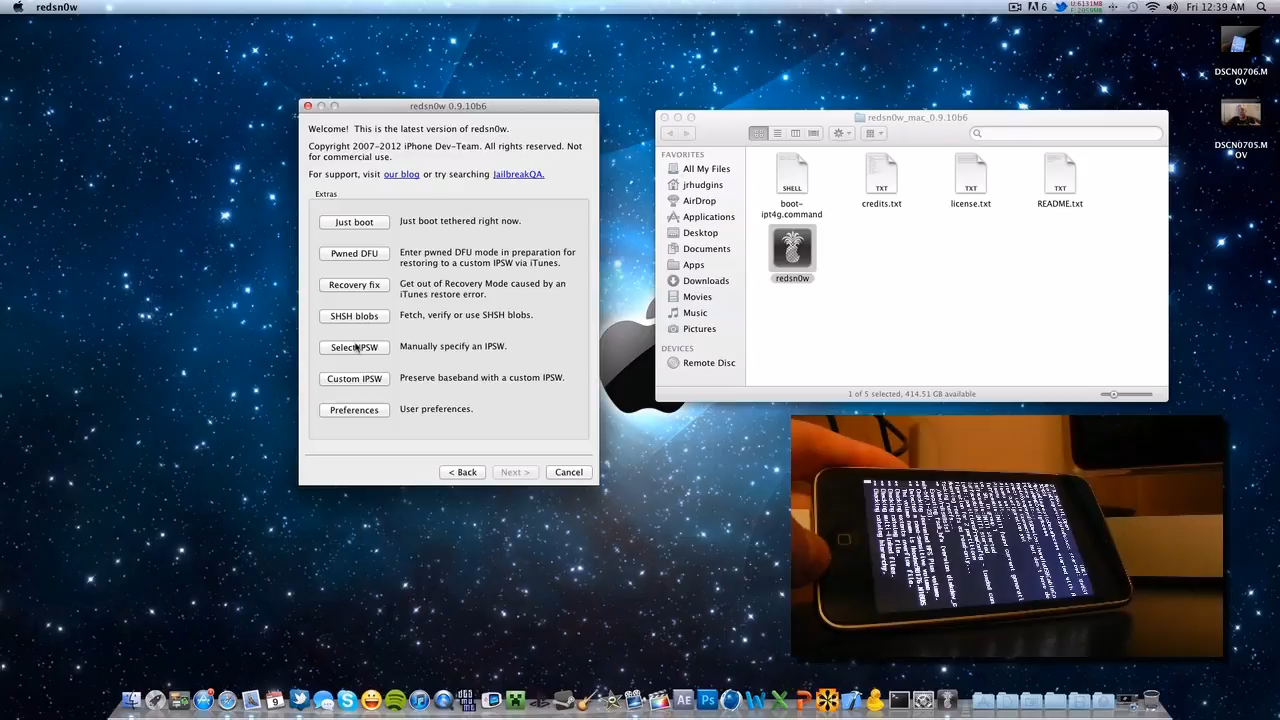 redsn0w
6
U:6131MB
Fri 12:39 AM
DSCN0706.M
OV
DSCN0705.M
OV
redsn0w 0.9.10b6
Welcome! This is the latest version of redsn0w.
Copyright 2007-2012 iPhone Dev-Team. All rights reserved. Not
for commercial use.
For support, visit our blog or try searching JailbreakQA.
Extras
Just boot
Just boot tethered right now.
Pwned DFU
Enter pwned DFU mode in preparation for
restoring to a custom IPSW via iTunes.
Recovery fix
Get out of Recovery Mode caused by an
iTunes restore error.
SHSH blobs
Fetch, verify or use SHSH blobs.
Select IPSW
Manually specify an IPSW.
Custom IPSW
Preserve baseband with a custom IPSW.
Preferences
User preferences.
< Back
Next >
Cancel
redsn0w_mac_0.9.10b6
FAVORITES
All My Files
jrhudgins
AirDrop
Applications
Desktop
Documents
Apps
Downloads
Movies
Music
Pictures
DEVICES
Remote Disc
SHELL
boot-
ipt4g.command
TXT
credits.txt
TXT
license.txt
TXT
README.txt
redsn0w
1 of 5 selected, 414.51 GB available